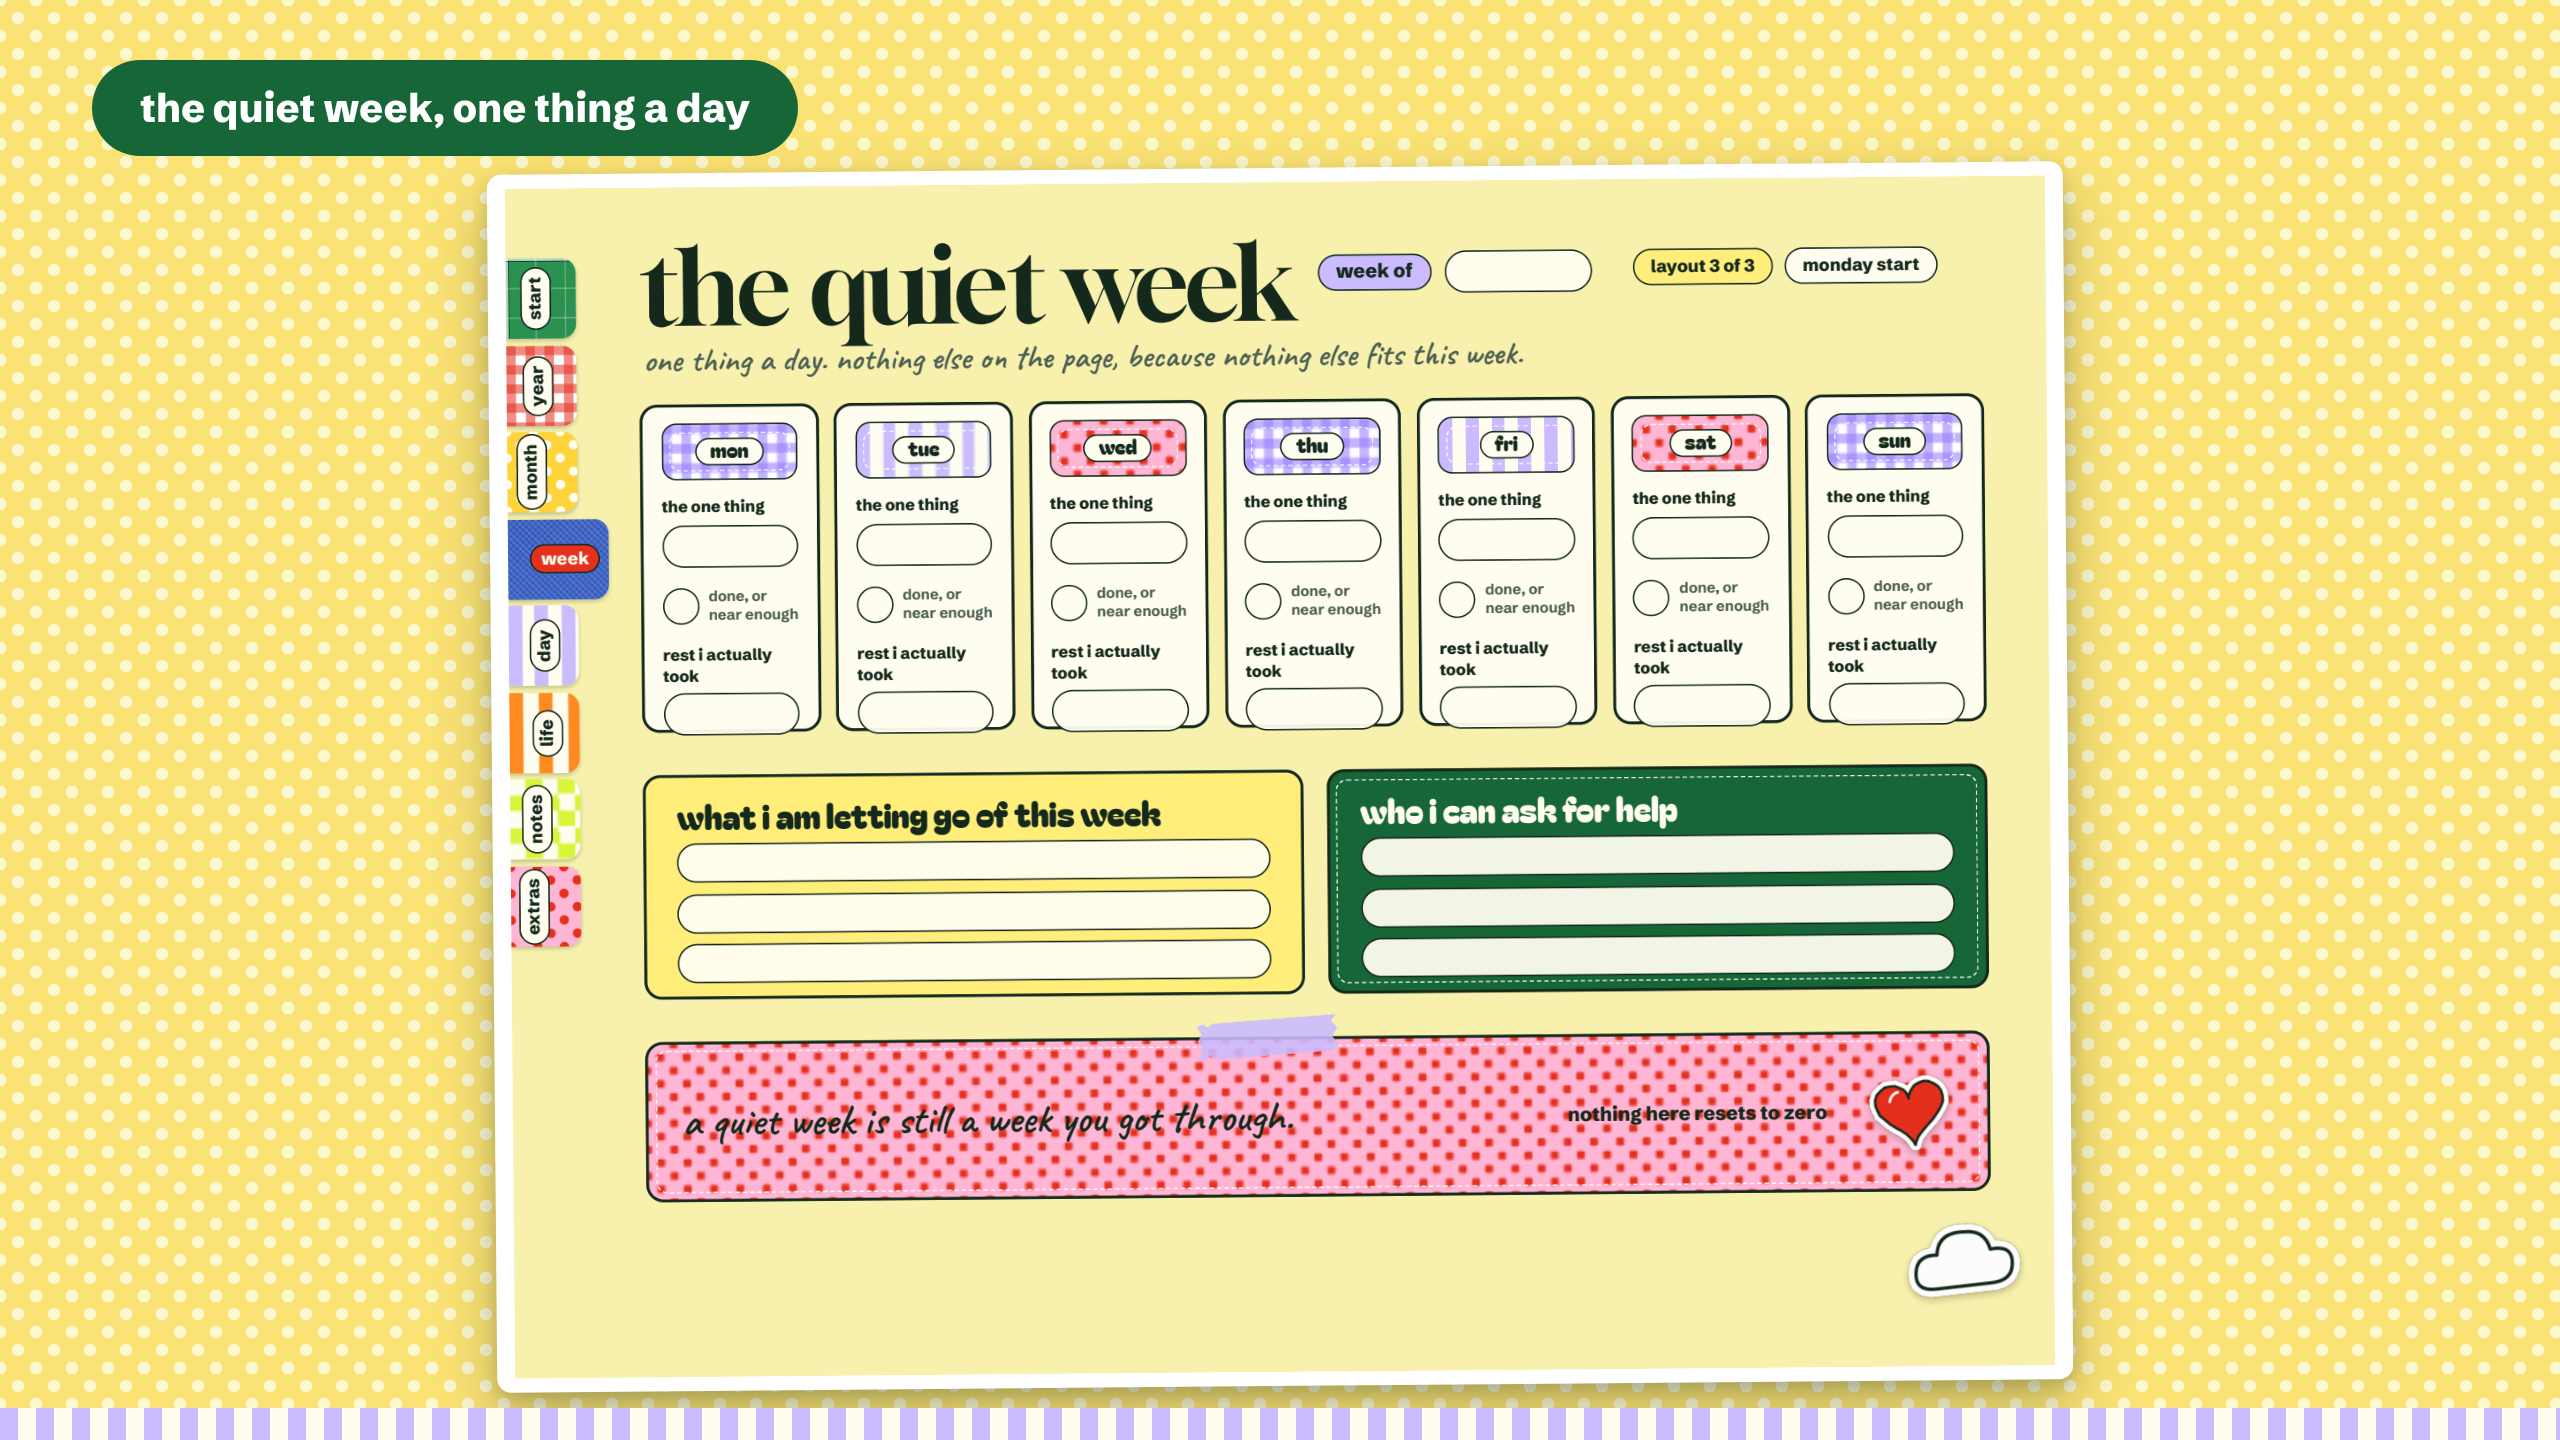 the quiet week, one thing a day
the quiet week
week of
layout 3 of 3
monday start
one thing a day. nothing else on the page, because nothing else fits this week.
start
year
month
week
day
life
notes
extras
mon
the one thing
done, or
near enough
rest i actually
took
tue
the one thing
done, or
near enough
rest i actually
took
wed
the one thing
done, or
near enough
rest i actually
took
thu
the one thing
done, or
near enough
rest i actually
took
fri
the one thing
done, or
near enough
rest i actually
took
sat
the one thing
done, or
near enough
rest i actually
took
sun
the one thing
done, or
near enough
rest i actually
took
what i am letting go of this week
who i can ask for help
a quiet week is still a week you got through.
nothing here resets to zero